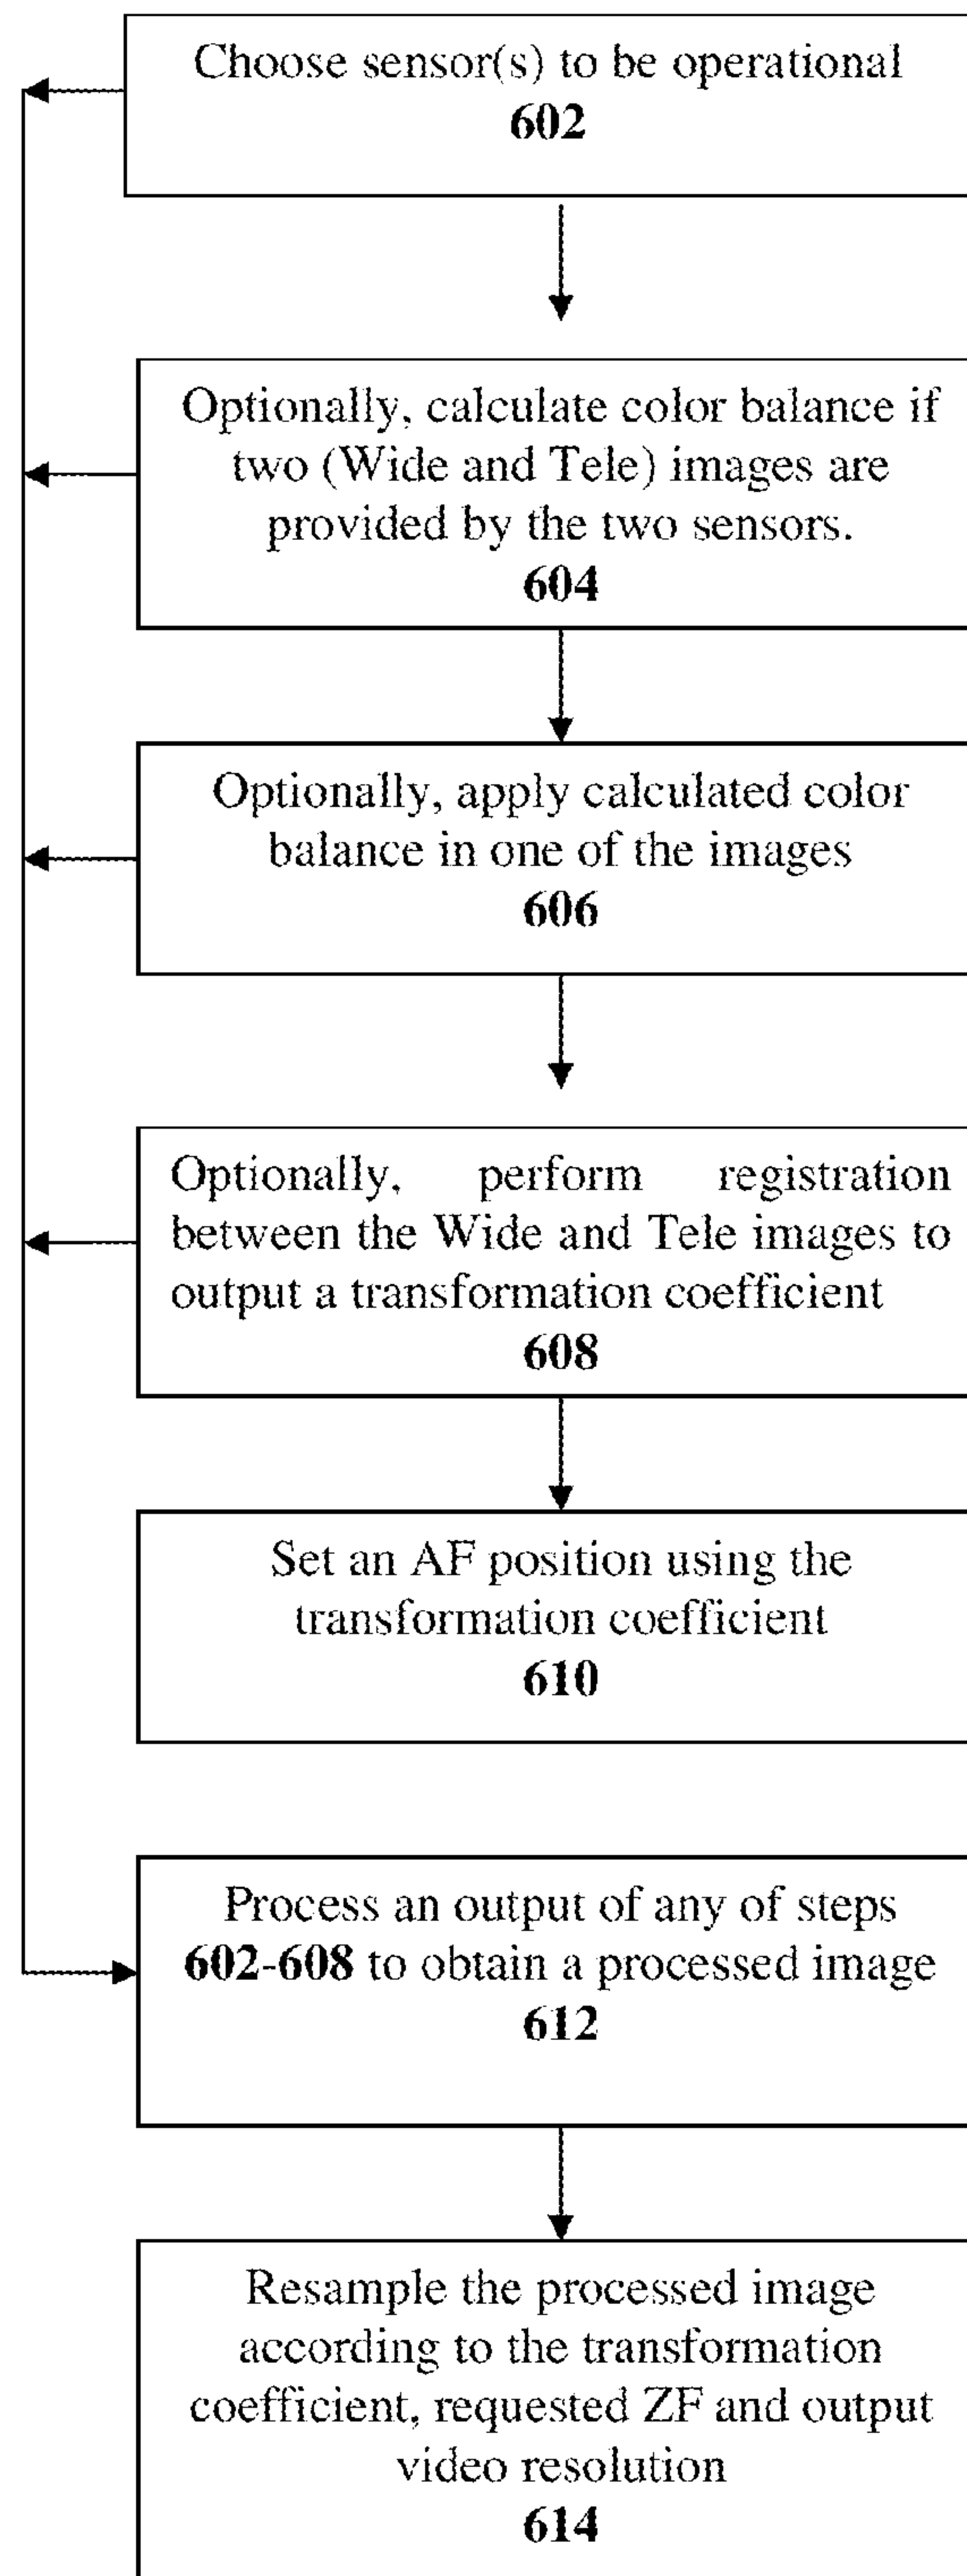 Choose sensor(s) to be operational
602
Optionally, calculate color balance if
two (Wide and Tele) images are
provided by the two sensors.
604
Optionally, apply calculated color
balance in one of the images
606
Optionally, perform registration
between the Wide and Tele images to
output a transformation coefficient
608
Set an AF position using the
transformation coefficient
610
Process an output of any of steps
602-608 to obtain a processed image
612
Resample the processed image
according to the transformation
coefficient, requested ZF and output
video resolution
614